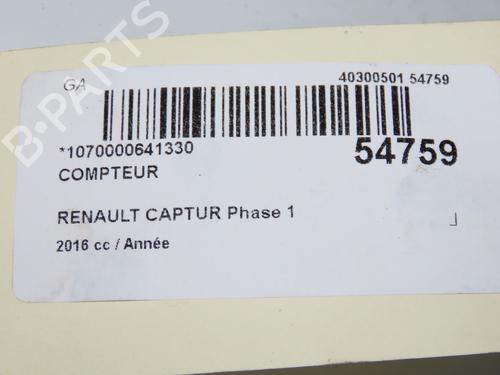 GA
40300501 54759
*1070000641330
54759
COMPTEUR
RENAULT CAPTUR Phase 1
2016 cc / Année
B-PARTS